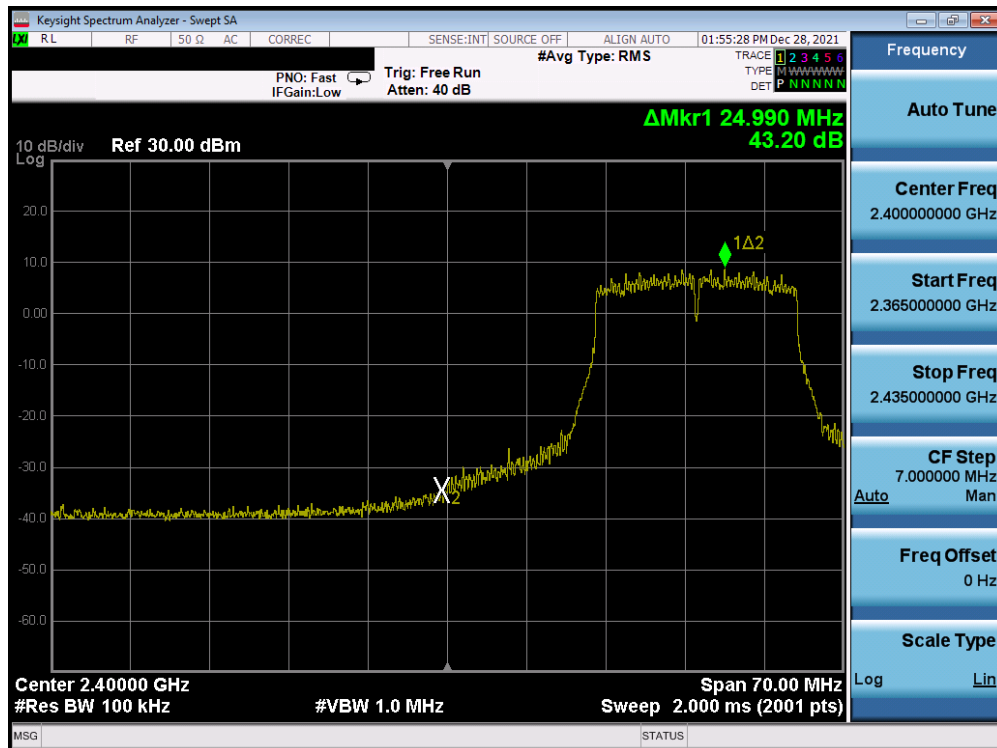 Keysight Spectrum Analyzer - Swept SA
LXI RL RF 50 Ω AC CORREC SENSE:INT SOURCE OFF ALIGN AUTO 01:55:28 PM Dec 28, 2021
#Avg Type: RMS TRACE 1 2 3 4 5 6
PNO: Fast Trig: Free Run TYPE M W W W W W
IFGain:Low Atten: 40 dB DET P N N N N N
ΔMkr1 24.990 MHz
43.20 dB
10 dB/div Ref 30.00 dBm
Log
20.0
1Δ2
10.0
0.00
-10.0
-20.0
-30.0
X2
-40.0
-50.0
-60.0
Center 2.40000 GHz Span 70.00 MHz
#Res BW 100 kHz #VBW 1.0 MHz Sweep 2.000 ms (2001 pts)
MSG STATUS
Frequency
Auto Tune
Center Freq
2.400000000 GHz
Start Freq
2.365000000 GHz
Stop Freq
2.435000000 GHz
CF Step
7.000000 MHz
Auto Man
Freq Offset
0 Hz
Scale Type
Log Lin